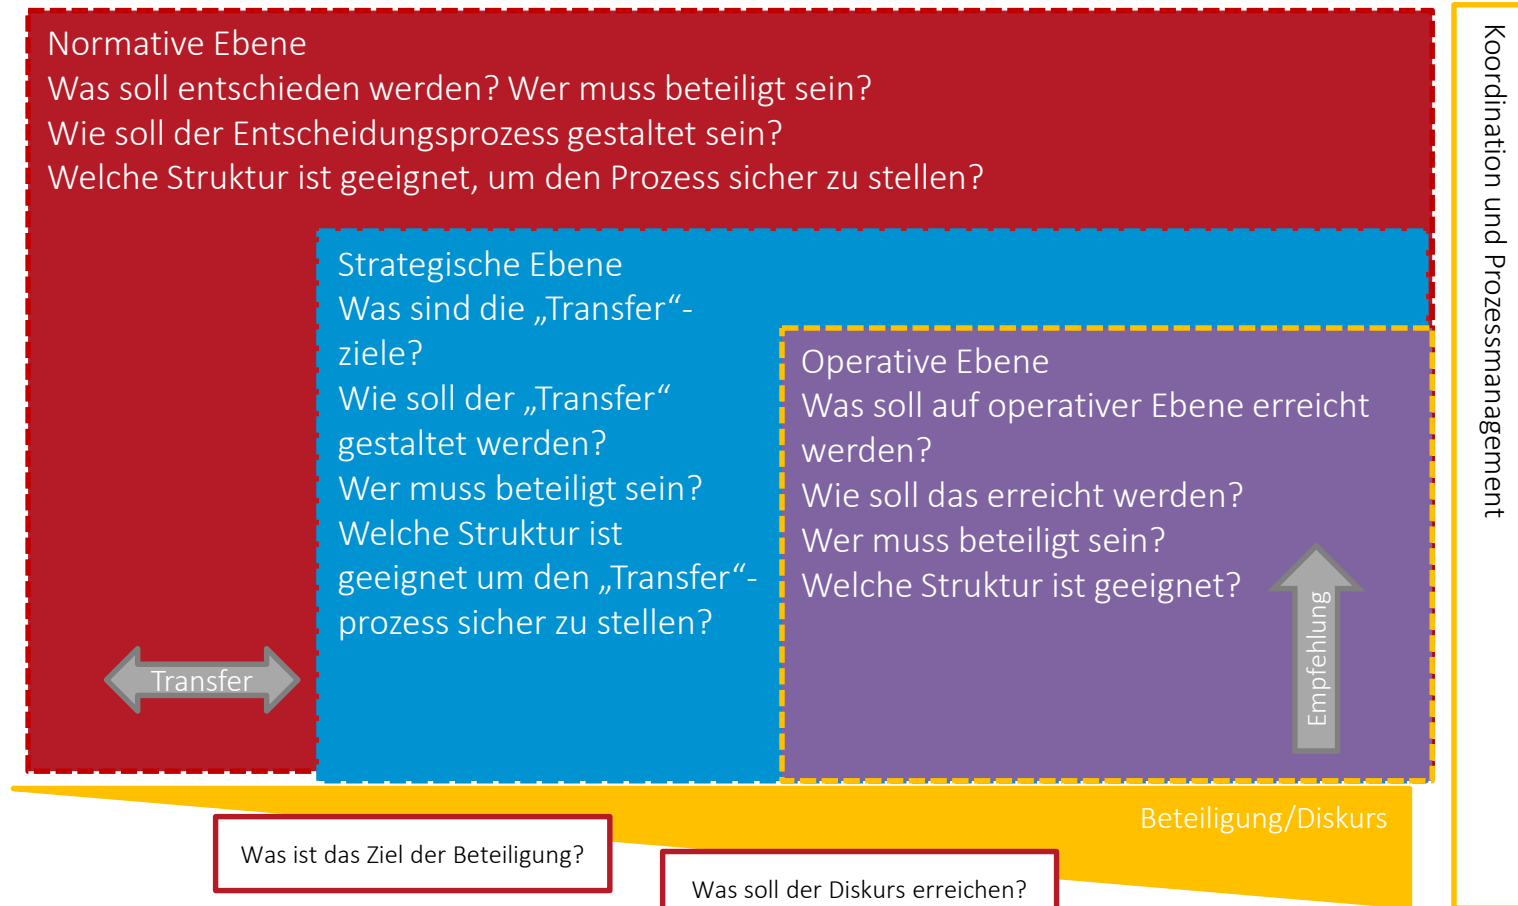 Normative Ebene
Was soll entschieden werden? Wer muss beteiligt sein?
Wie soll der Entscheidungsprozess gestaltet sein?
Welche Struktur ist geeignet, um den Prozess sicher zu stellen?
Strategische Ebene
Was sind die „Transfer“-
ziele?
Wie soll der „Transfer“
gestaltet werden?
Wer muss beteiligt sein?
Welche Struktur ist
geeignet um den „Transfer“-
prozess sicher zu stellen?
Operative Ebene
Was soll auf operativer Ebene erreicht
werden?
Wie soll das erreicht werden?
Wer muss beteiligt sein?
Welche Struktur ist geeignet?
Transfer
Empfehlung
Beteiligung/Diskurs
Was ist das Ziel der Beteiligung?
Was soll der Diskurs erreichen?
Koordination und Prozessmanagement